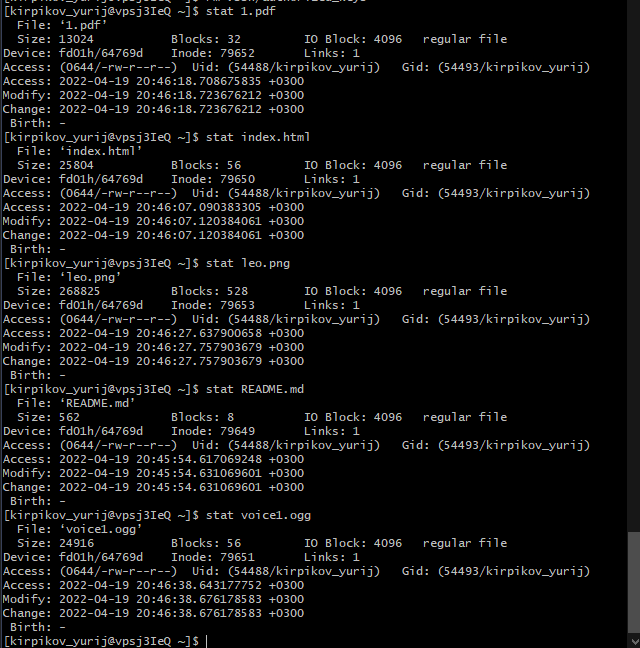 [kirpikov_yurij@vpsj3IeQ ~]$ stat 1.pdf
  File: ‘1.pdf’
  Size: 13024           Blocks: 32         IO Block: 4096   regular file
Device: fd01h/64769d    Inode: 79652       Links: 1
Access: (0644/-rw-r--r--)  Uid: (54488/kirpikov_yurij)   Gid: (54493/kirpikov_yurij)
Access: 2022-04-19 20:46:18.708675835 +0300
Modify: 2022-04-19 20:46:18.723676212 +0300
Change: 2022-04-19 20:46:18.723676212 +0300
 Birth: -
[kirpikov_yurij@vpsj3IeQ ~]$ stat index.html
  File: ‘index.html’
  Size: 25804           Blocks: 56         IO Block: 4096   regular file
Device: fd01h/64769d    Inode: 79650       Links: 1
Access: (0644/-rw-r--r--)  Uid: (54488/kirpikov_yurij)   Gid: (54493/kirpikov_yurij)
Access: 2022-04-19 20:46:07.090383305 +0300
Modify: 2022-04-19 20:46:07.120384061 +0300
Change: 2022-04-19 20:46:07.120384061 +0300
 Birth: -
[kirpikov_yurij@vpsj3IeQ ~]$ stat leo.png
  File: ‘leo.png’
  Size: 268825          Blocks: 528        IO Block: 4096   regular file
Device: fd01h/64769d    Inode: 79653       Links: 1
Access: (0644/-rw-r--r--)  Uid: (54488/kirpikov_yurij)   Gid: (54493/kirpikov_yurij)
Access: 2022-04-19 20:46:27.637900658 +0300
Modify: 2022-04-19 20:46:27.757903679 +0300
Change: 2022-04-19 20:46:27.757903679 +0300
 Birth: -
[kirpikov_yurij@vpsj3IeQ ~]$ stat README.md
  File: ‘README.md’
  Size: 562             Blocks: 8          IO Block: 4096   regular file
Device: fd01h/64769d    Inode: 79649       Links: 1
Access: (0644/-rw-r--r--)  Uid: (54488/kirpikov_yurij)   Gid: (54493/kirpikov_yurij)
Access: 2022-04-19 20:45:54.617069248 +0300
Modify: 2022-04-19 20:45:54.631069601 +0300
Change: 2022-04-19 20:45:54.631069601 +0300
 Birth: -
[kirpikov_yurij@vpsj3IeQ ~]$ stat voice1.ogg
  File: ‘voice1.ogg’
  Size: 24916           Blocks: 56         IO Block: 4096   regular file
Device: fd01h/64769d    Inode: 79651       Links: 1
Access: (0644/-rw-r--r--)  Uid: (54488/kirpikov_yurij)   Gid: (54493/kirpikov_yurij)
Access: 2022-04-19 20:46:38.643177752 +0300
Modify: 2022-04-19 20:46:38.676178583 +0300
Change: 2022-04-19 20:46:38.676178583 +0300
 Birth: -
[kirpikov_yurij@vpsj3IeQ ~]$